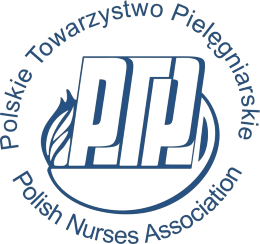 Polskie Towarzystwo Pielęgniarskie
PTP
Polish Nurses Association